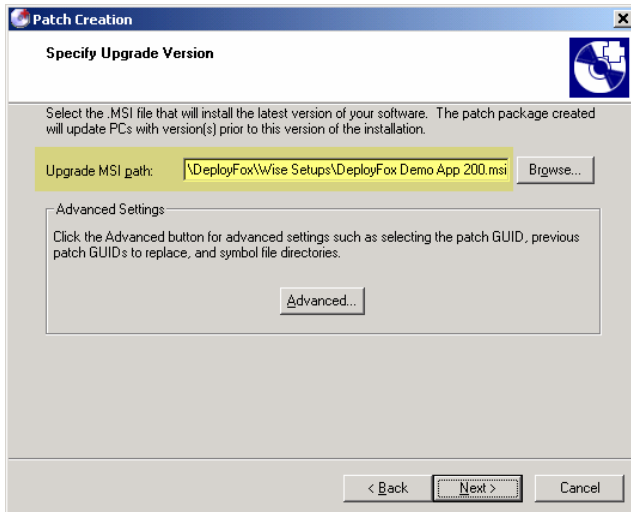 Patch Creation
Specify Upgrade Version
Select the .MSI file that will install the latest version of your software. The patch package created
will update PCs with version(s) prior to this version of the installation.
Upgrade MSI path: \DeployFox\Wise Setups\DeployFox Demo App 200.msi Browse...
Advanced Settings
Click the Advanced button for advanced settings such as selecting the patch GUID, previous
patch GUIDs to replace, and symbol file directories.
Advanced...
< Back Next > Cancel